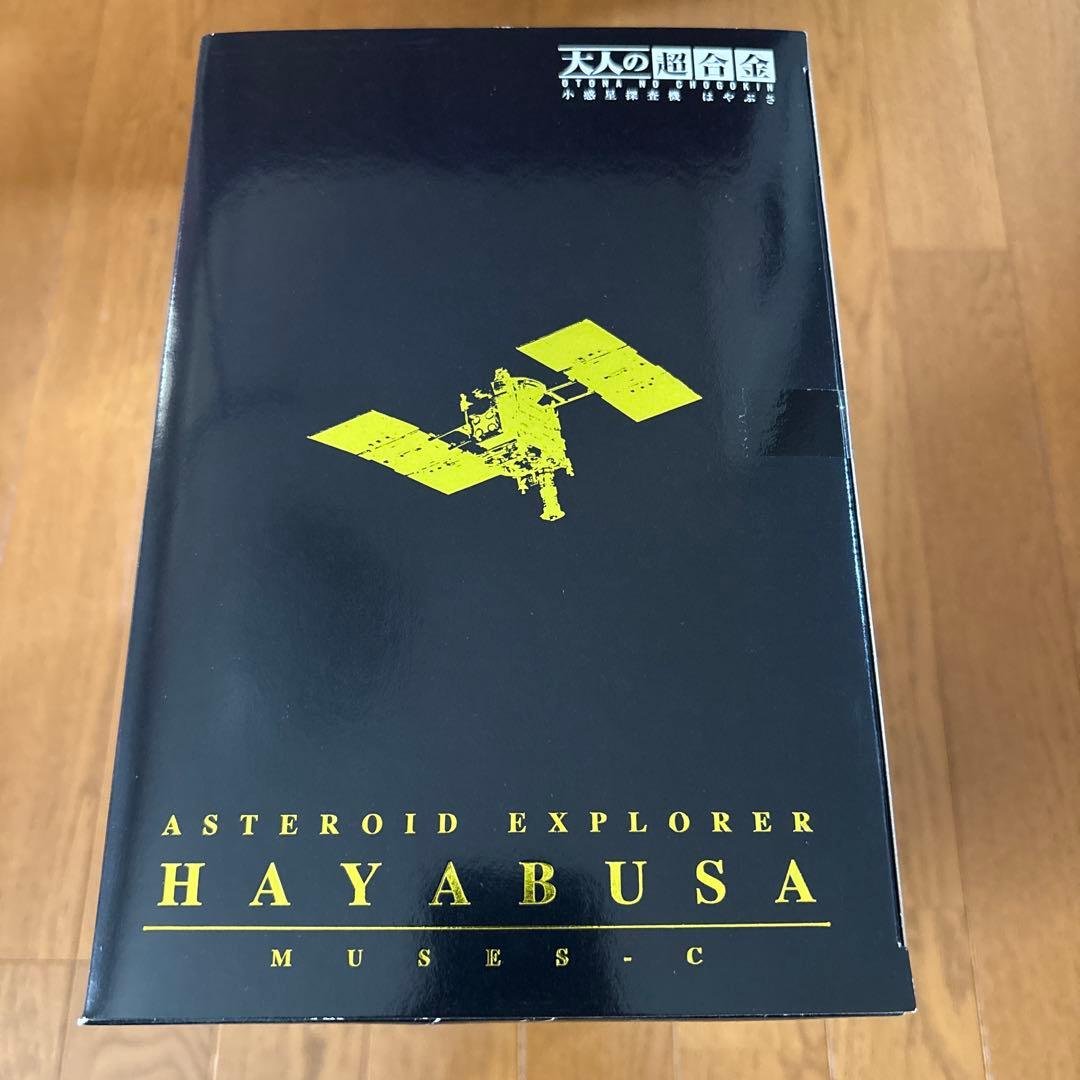 大人の超合金
OTONA NO CHOGOKIN
小惑星探査機 はやぶさ
ASTEROID EXPLORER
HAYABUSA
MUSES-C